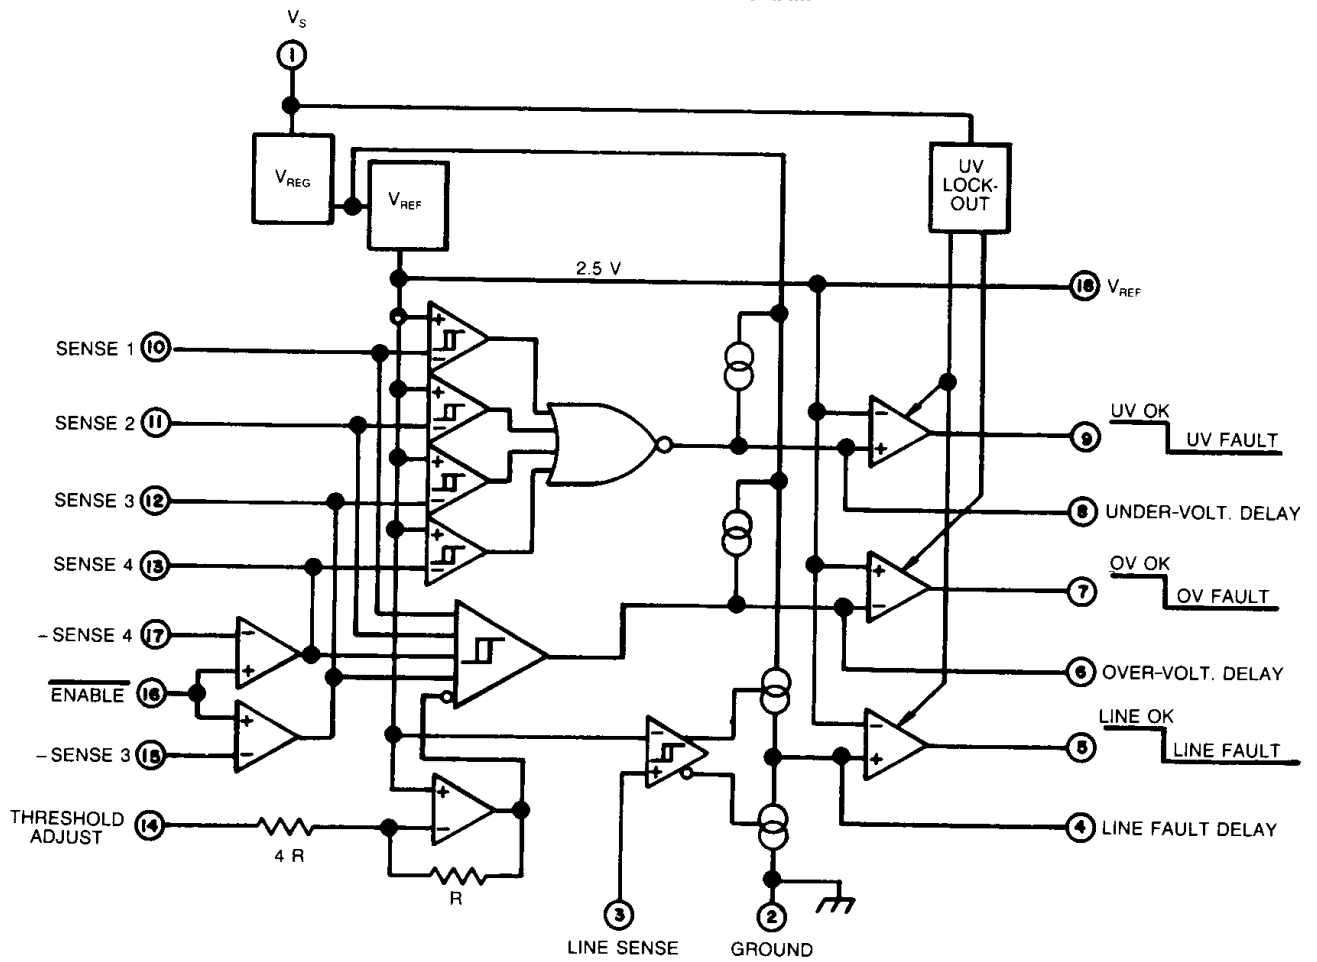 V_S
1
V_REG
V_REF
UV
LOCK-
OUT
2.5 V
18 V_REF
SENSE 1 10
SENSE 2 11
SENSE 3 12
SENSE 4 13
– SENSE 4 17
ENABLE 16
– SENSE 3 15
THRESHOLD
ADJUST
14
4 R
R
3
LINE SENSE
2
GROUND
9
UV OK
UV FAULT
8 UNDER-VOLT. DELAY
7
OV OK
OV FAULT
6 OVER-VOLT. DELAY
5
LINE OK
LINE FAULT
4 LINE FAULT DELAY